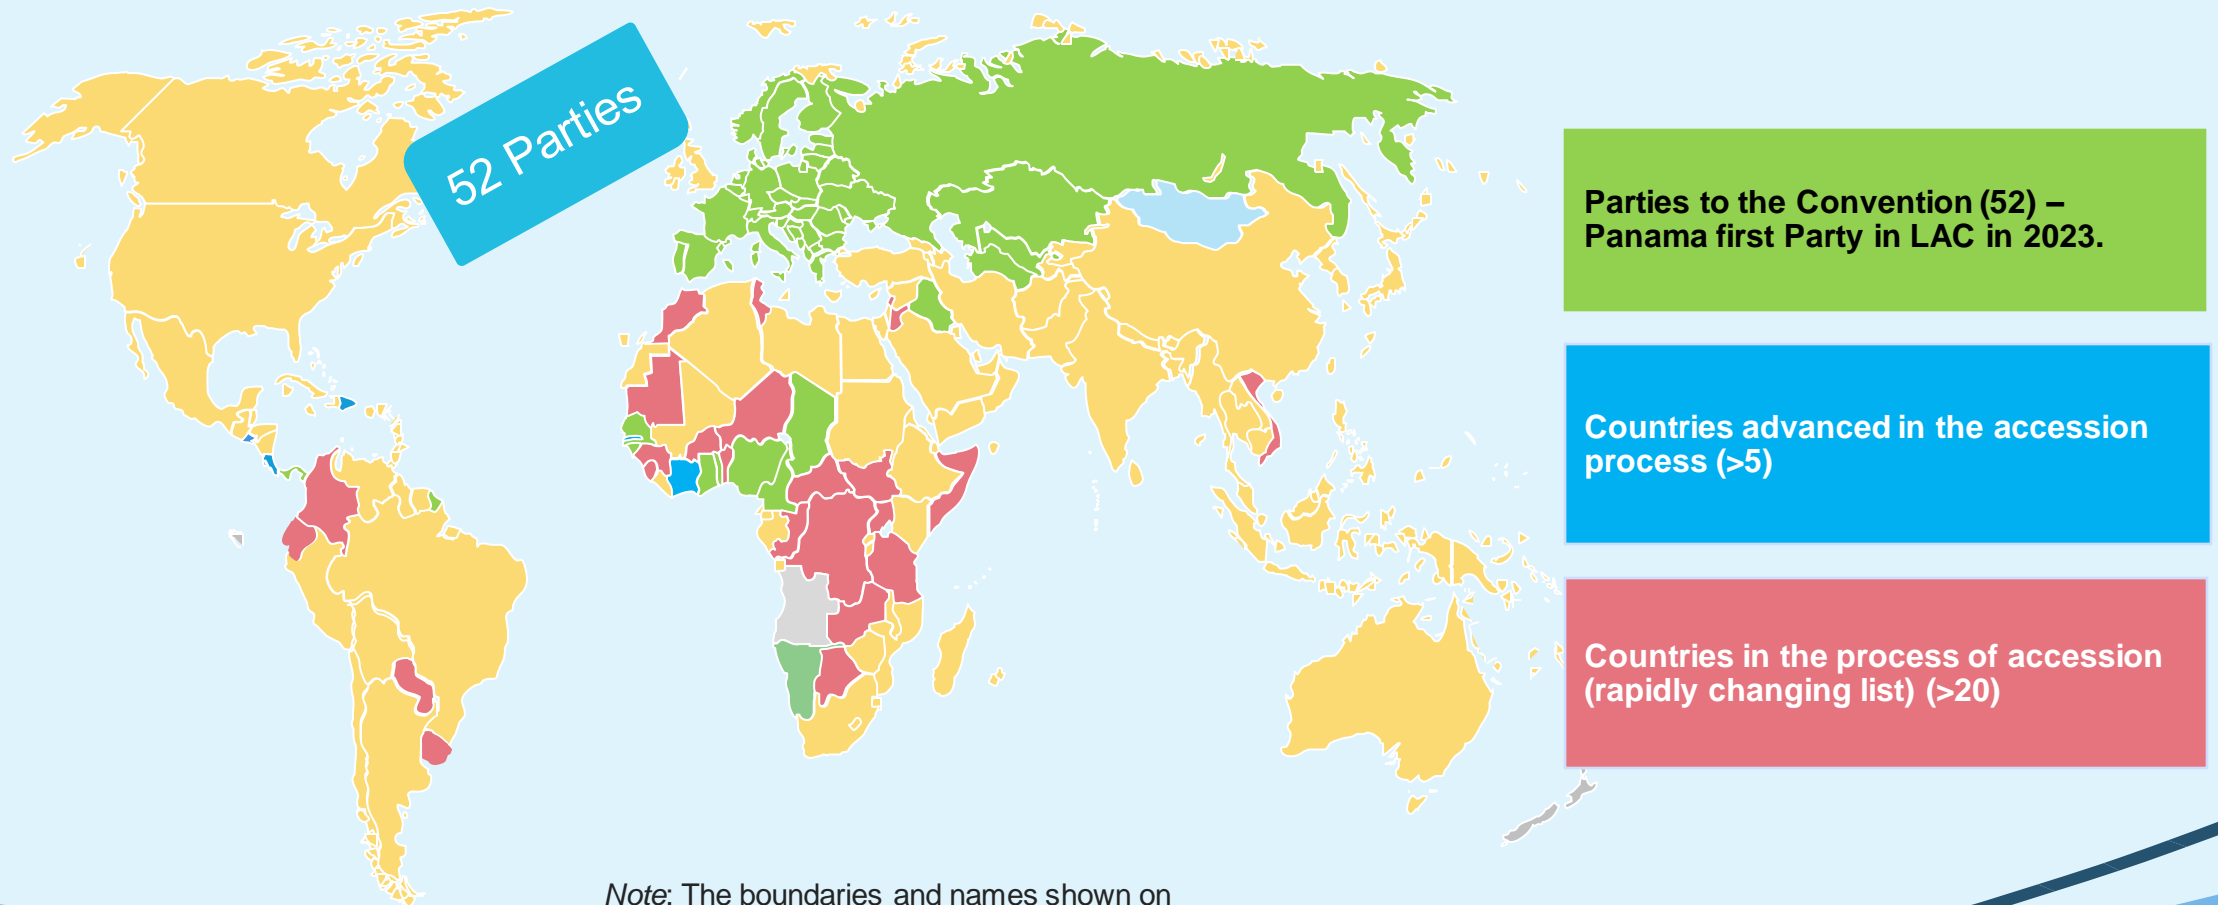 52 Parties
Parties to the Convention (52) –
Panama first Party in LAC in 2023.
Countries advanced in the accession
process (>5)
Countries in the process of accession
(rapidly changing list) (>20)
Note: The boundaries and names shown on